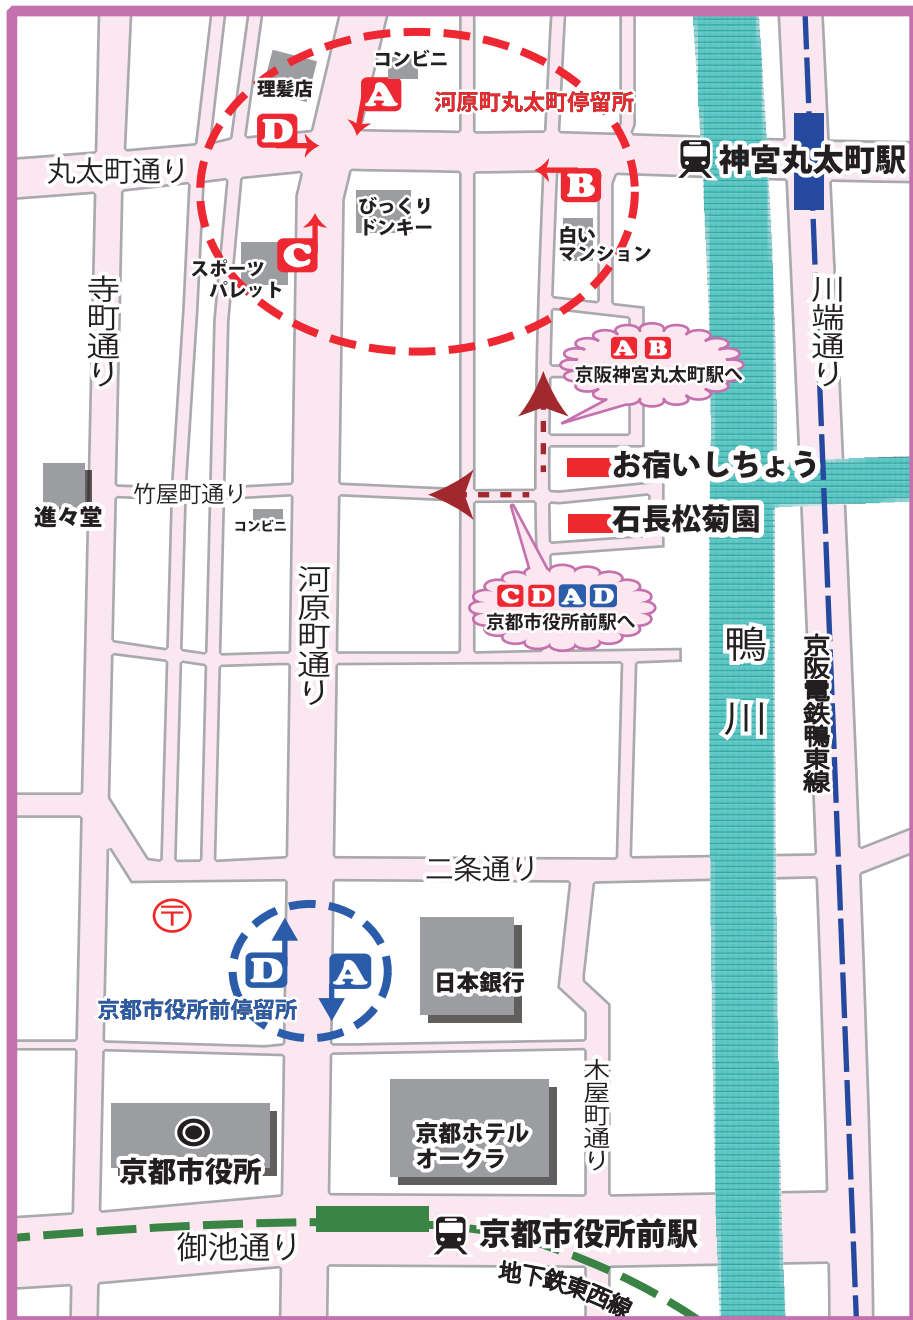 コンビニ
理髪店
A
河原町丸太町停留所
D
丸太町通り
神宮丸太町駅
B
びっくり
ドンキー
白い
マンション
C
スポーツ
パレット
寺町通り
川端通り
A B
京阪神宮丸太町駅へ
お宿いしちょう
竹屋町通り
進々堂
コンビニ
石長松菊園
河原町通り
C D A D
京都市役所前駅へ
鴨川
京阪電鉄鴨東線
二条通り
〒
D
A
日本銀行
京都市役所前停留所
木屋町通り
京都ホテル
オークラ
京都市役所
京都市役所前駅
御池通り
地下鉄東西線